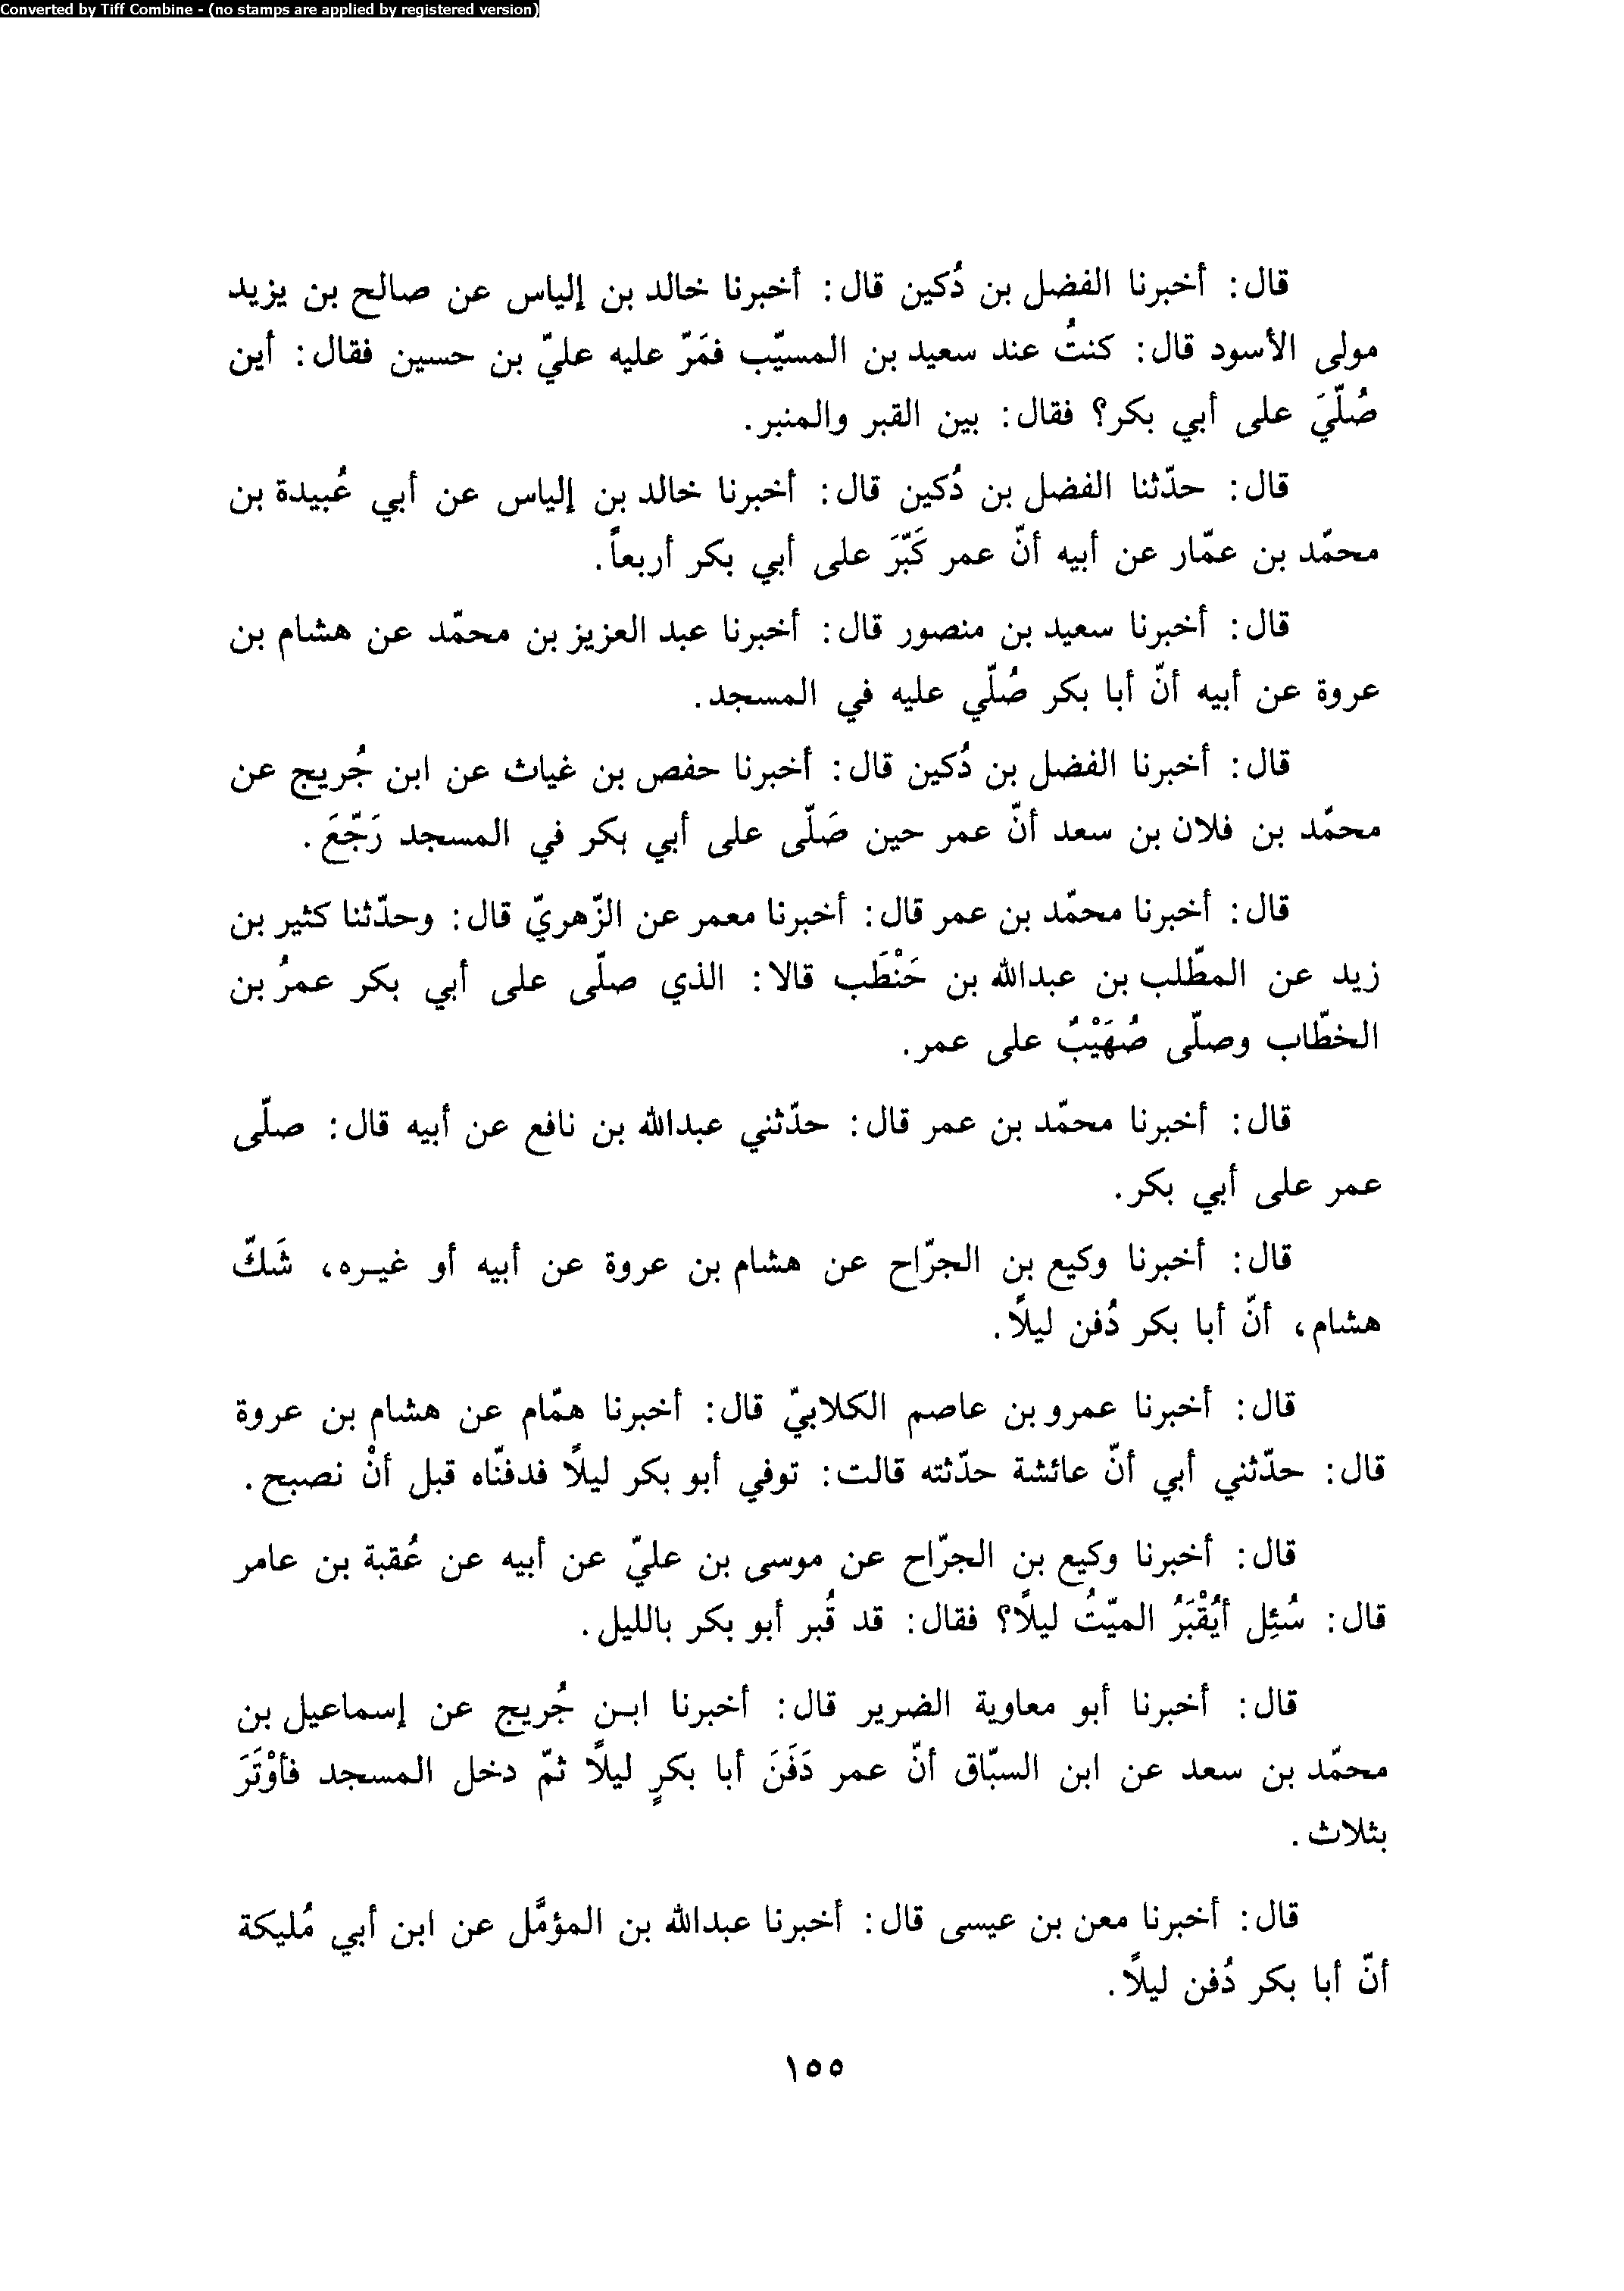 Converted by Tiff Combine - (no stamps are applied by registered version)
قال: أخبرنا الفضل بن دُكين قال: أخبرنا خالد بن إلياس عن صالح بن يزيد
مولى الأسود قال: كنتُ عند سعيد بن المسيّب فمَرّ عليه عليّ بن حسين فقال: أين
صُلّيَ على أبي بكر؟ فقال: بين القبر والمنبر.
قال: حدّثنا الفضل بن دُكين قال: أخبرنا خالد بن إلياس عن أبي عُبيدة بن
محمّد بن عمّار عن أبيه أنّ عمر كَبّرَ على أبي بكر أربعاً.
قال: أخبرنا سعيد بن منصور قال: أخبرنا عبد العزيز بن محمّد عن هشام بن
عروة عن أبيه أنّ أبا بكر صُلّي عليه في المسجد.
قال: أخبرنا الفضل بن دُكين قال: أخبرنا حفص بن غياث عن ابن جُريج عن
محمّد بن فلان بن سعد أنّ عمر حين صَلّى على أبي بكر في المسجد رَجّعَ.
قال: أخبرنا محمّد بن عمر قال: أخبرنا معمر عن الزّهريّ قال: وحدّثنا كثير بن
زيد عن المطّلب بن عبدالله بن حَنْطَب قالا: الذي صلّى على أبي بكر عمرُ بن
الخطّاب وصلّى صُهَيْبٌ على عمر.
قال: أخبرنا محمّد بن عمر قال: حدّثني عبدالله بن نافع عن أبيه قال: صلّى
عمر على أبي بكر.
قال: أخبرنا وكيع بن الجرّاح عن هشام بن عروة عن أبيه أو غيره، شَكّ
هشام، أنّ أبا بكر دُفن ليلاً.
قال: أخبرنا عمرو بن عاصم الكلابيّ قال: أخبرنا همّام عن هشام بن عروة
قال: حدّثني أبي أنّ عائشة حدّثته قالت: توفي أبو بكر ليلاً فدفنّاه قبل أنْ نصبح.
قال: أخبرنا وكيع بن الجرّاح عن موسى بن عليّ عن أبيه عن عُقبة بن عامر
قال: سُئِل أيُقْبَرُ الميّتُ ليلاً؟ فقال: قد قُبر أبو بكر بالليل.
قال: أخبرنا أبو معاوية الضرير قال: أخبرنا ابن جُريج عن إسماعيل بن
محمّد بن سعد عن ابن السبّاق أنّ عمر دَفَنَ أبا بكرٍ ليلاً ثمّ دخل المسجد فأوْتَرَ
بثلاث.
قال: أخبرنا معن بن عيسى قال: أخبرنا عبدالله بن المؤمَّل عن ابن أبي مُليكة
أنّ أبا بكر دُفن ليلاً.
١٥٥